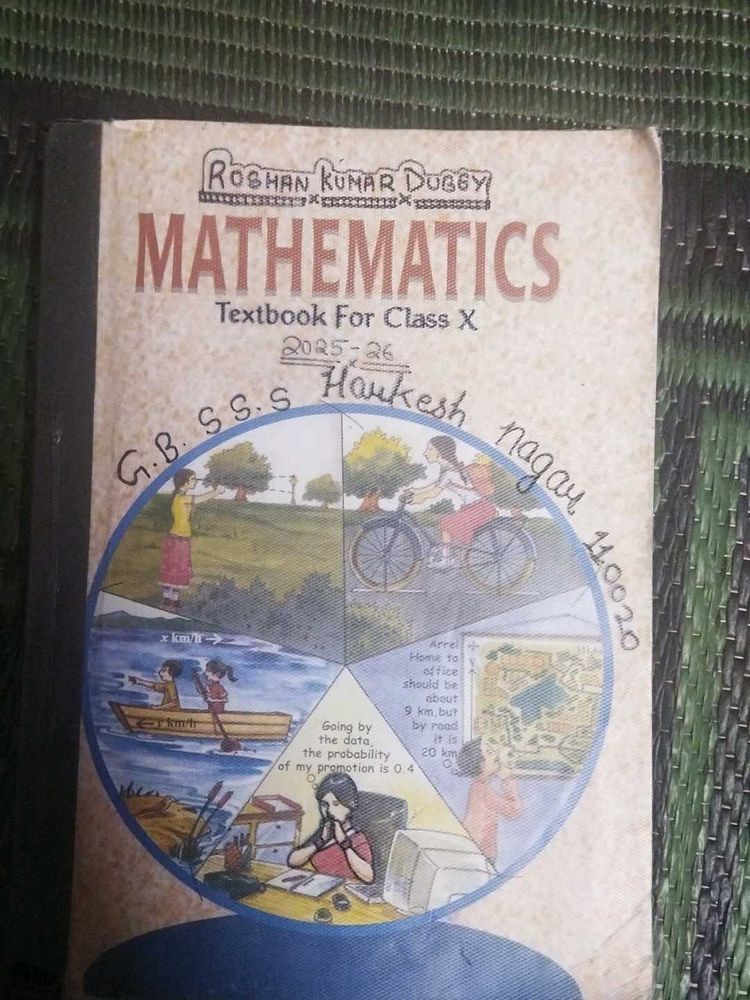 ROSHAN KUMAR DUBEY
MATHEMATICS
Textbook For Class X
2025-26
G.B. S S.S Harkesh Nagar 110020
x km/h →
← y km/h
Arre!
Home to
office
should be
about
9 km, but
by road
it is
20 km
Going by
the data,
the probability
of my promotion is 0.4